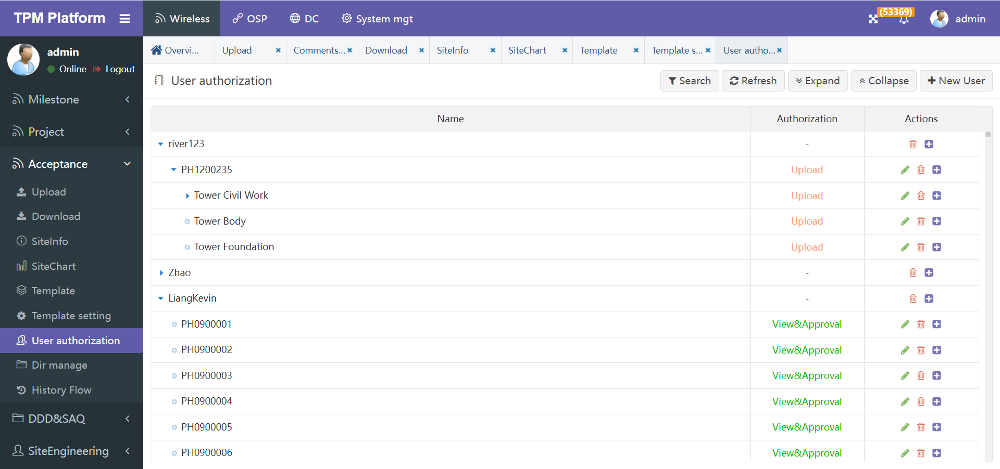 TPM Platform
Wireless
OSP
DC
System mgt
(53369)
admin
admin
Online
Logout
Milestone
Project
Acceptance
Upload
Download
SiteInfo
SiteChart
Template
Template setting
User authorization
Dir manage
History Flow
DDD&SAQ
SiteEngineering
Overvi...
Upload
Comments...
Download
SiteInfo
SiteChart
Template
Template s...
User autho...
User authorization
Search
Refresh
Expand
Collapse
New User
Name Authorization Actions
river123 -
PH1200235 Upload
Tower Civil Work Upload
Tower Body Upload
Tower Foundation Upload
Zhao -
LiangKevin -
PH0900001 View&Approval
PH0900002 View&Approval
PH0900003 View&Approval
PH0900004 View&Approval
PH0900005 View&Approval
PH0900006 View&Approval